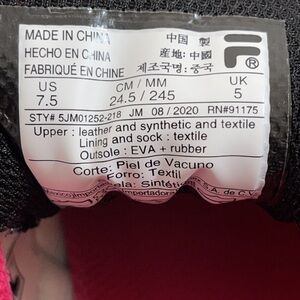 MADE IN CHINA 中国 製
HECHO EN CHINA 産地: 中國
FABRIQUÉ EN CHINE 제조국명: 중국
US CM / MM UK
7.5 24.5 / 245 5
STY# 5JM01252-218 JM 08 / 2020 RN#91175
Upper : leather and synthetic and textile
Lining and sock : textile
Outsole : EVA + rubber
Corte: Piel de Vacuno
Forro: Textil
Sintético
S.A. de C.V.